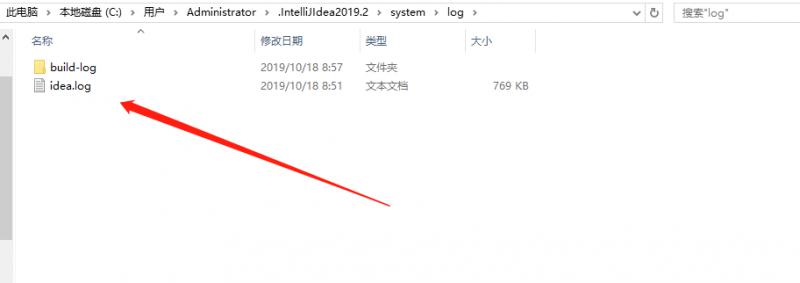 此电脑 > 本地磁盘 (C:) > 用户 > Administrator > .IntelliJIdea2019.2 > system > log >
搜索"log"
名称 修改日期 类型 大小
build-log 2019/10/18 8:57 文件夹
idea.log 2019/10/18 8:51 文本文档 769 KB